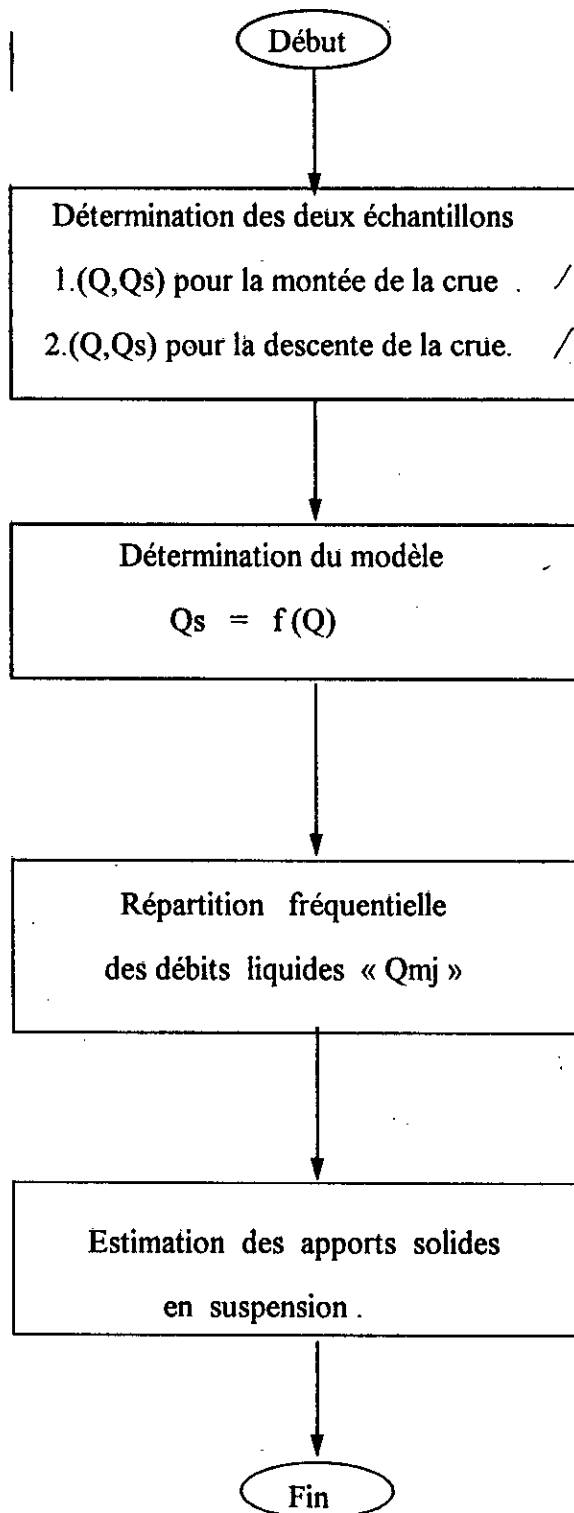 Début
Détermination des deux échantillons
1.(Q,Qs) pour la montée de la crue . /
2.(Q,Qs) pour la descente de la crue. /
Détermination du modèle
Qs = f (Q)
Répartition fréquentielle
des débits liquides « Qmj »
Estimation des apports solides
en suspension .
Fin